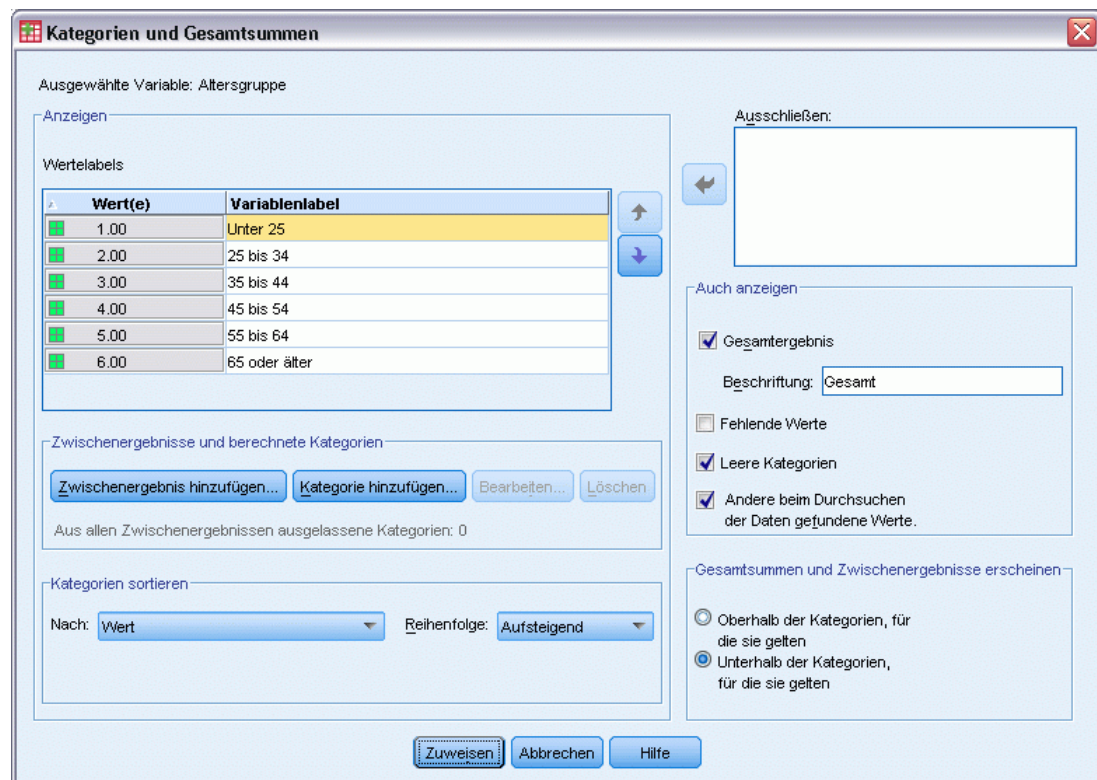 Kategorien und Gesamtsummen
Ausgewählte Variable: Altersgruppe
Anzeigen
Wertelabels
Wert(e) Variablenlabel
1.00 Unter 25
2.00 25 bis 34
3.00 35 bis 44
4.00 45 bis 54
5.00 55 bis 64
6.00 65 oder älter
Zwischenergebnisse und berechnete Kategorien
Zwischenergebnis hinzufügen... Kategorie hinzufügen... Bearbeiten... Löschen
Aus allen Zwischenergebnissen ausgelassene Kategorien: 0
Kategorien sortieren
Nach: Wert Reihenfolge: Aufsteigend
Ausschließen:
Auch anzeigen
Gesamtergebnis
Beschriftung: Gesamt
Fehlende Werte
Leere Kategorien
Andere beim Durchsuchen
der Daten gefundene Werte.
Gesamtsummen und Zwischenergebnisse erscheinen
Oberhalb der Kategorien, für
die sie gelten
Unterhalb der Kategorien,
für die sie gelten
Zuweisen Abbrechen Hilfe